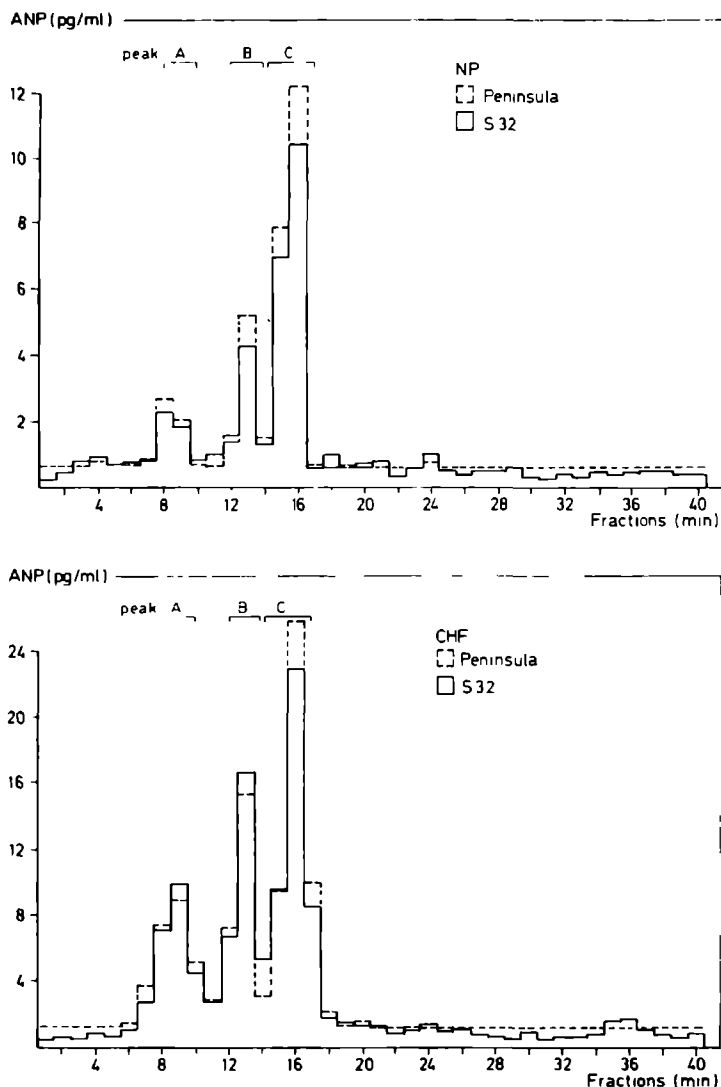 ANP (pg/ml)
peak A B C
NP
Peninsula
S 32
12
10
8
6
4
2
4 8 12 16 20 24 28 32 36 40
Fractions (min)
ANP (pg/ml)
peak A B C
CHF
Peninsula
S 32
24
20
16
12
8
4
4 8 12 16 20 24 28 32 36 40
Fractions (min)